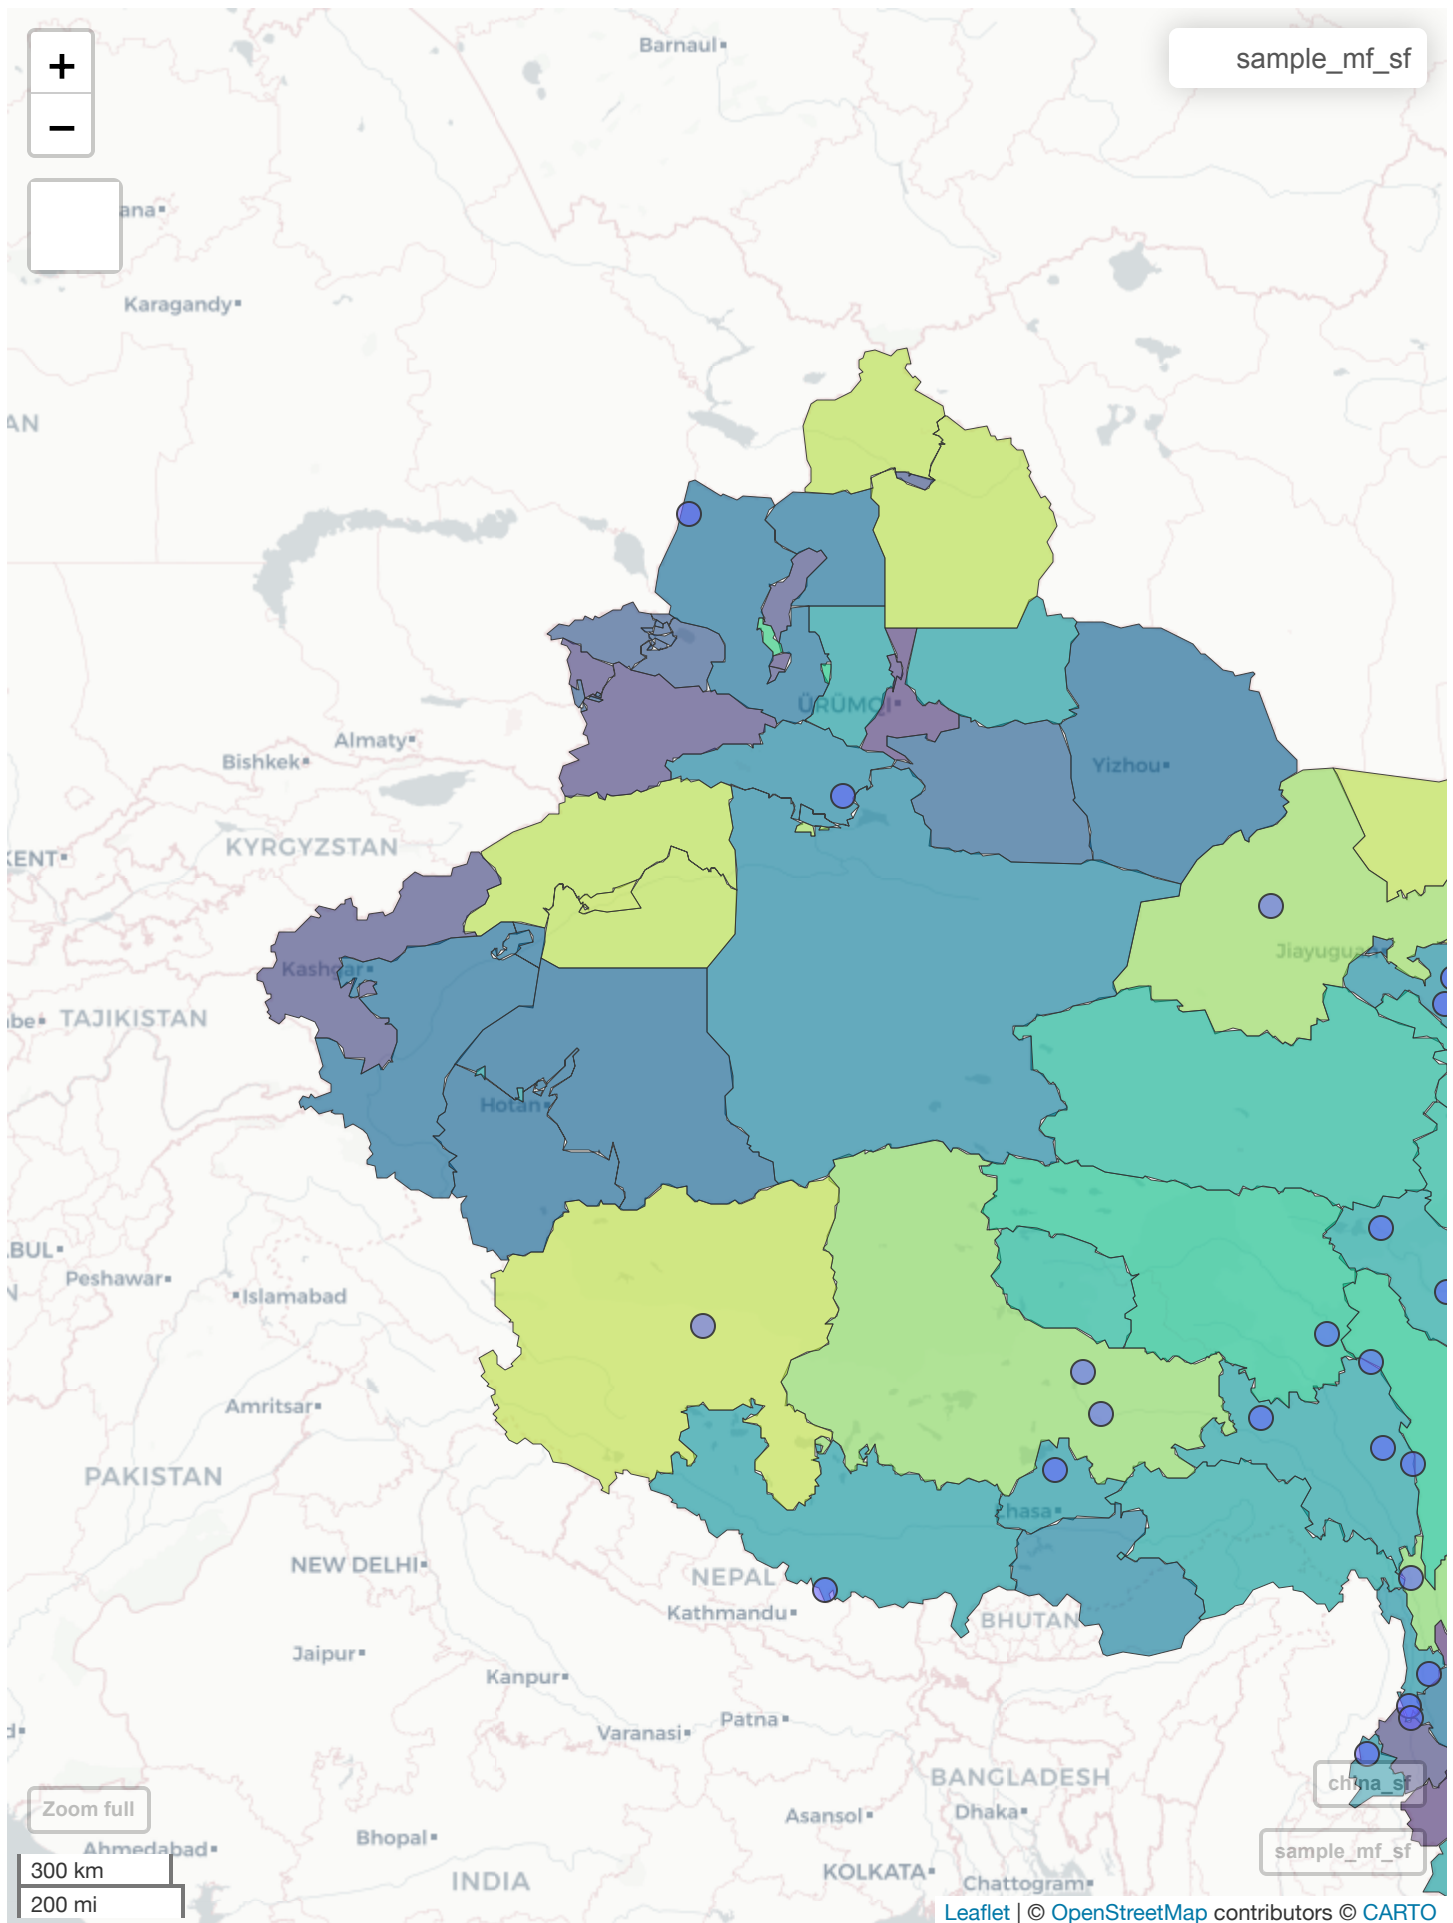 +
−
sample_mf_sf
Barnaul
ana
Karagandy
AN
ÜRÜMQI
Almaty
Bishkek
Yizhou
KYRGYZSTAN
KENT
Jiayuguan
Kashgar
be
TAJIKISTAN
Hotan
BUL
N
Peshawar
Islamabad
Amritsar
PAKISTAN
Lhasa
NEW DELHI
NEPAL
Kathmandu
BHUTAN
Jaipur
Kanpur
Patna
Varanasi
d
BANGLADESH
china_sf
Zoom full
Asansol
Dhaka
Bhopal
Ahmedabad
sample_mf_sf
300 km
200 mi
INDIA
KOLKATA
Chattogram
Leaflet | © OpenStreetMap contributors © CARTO